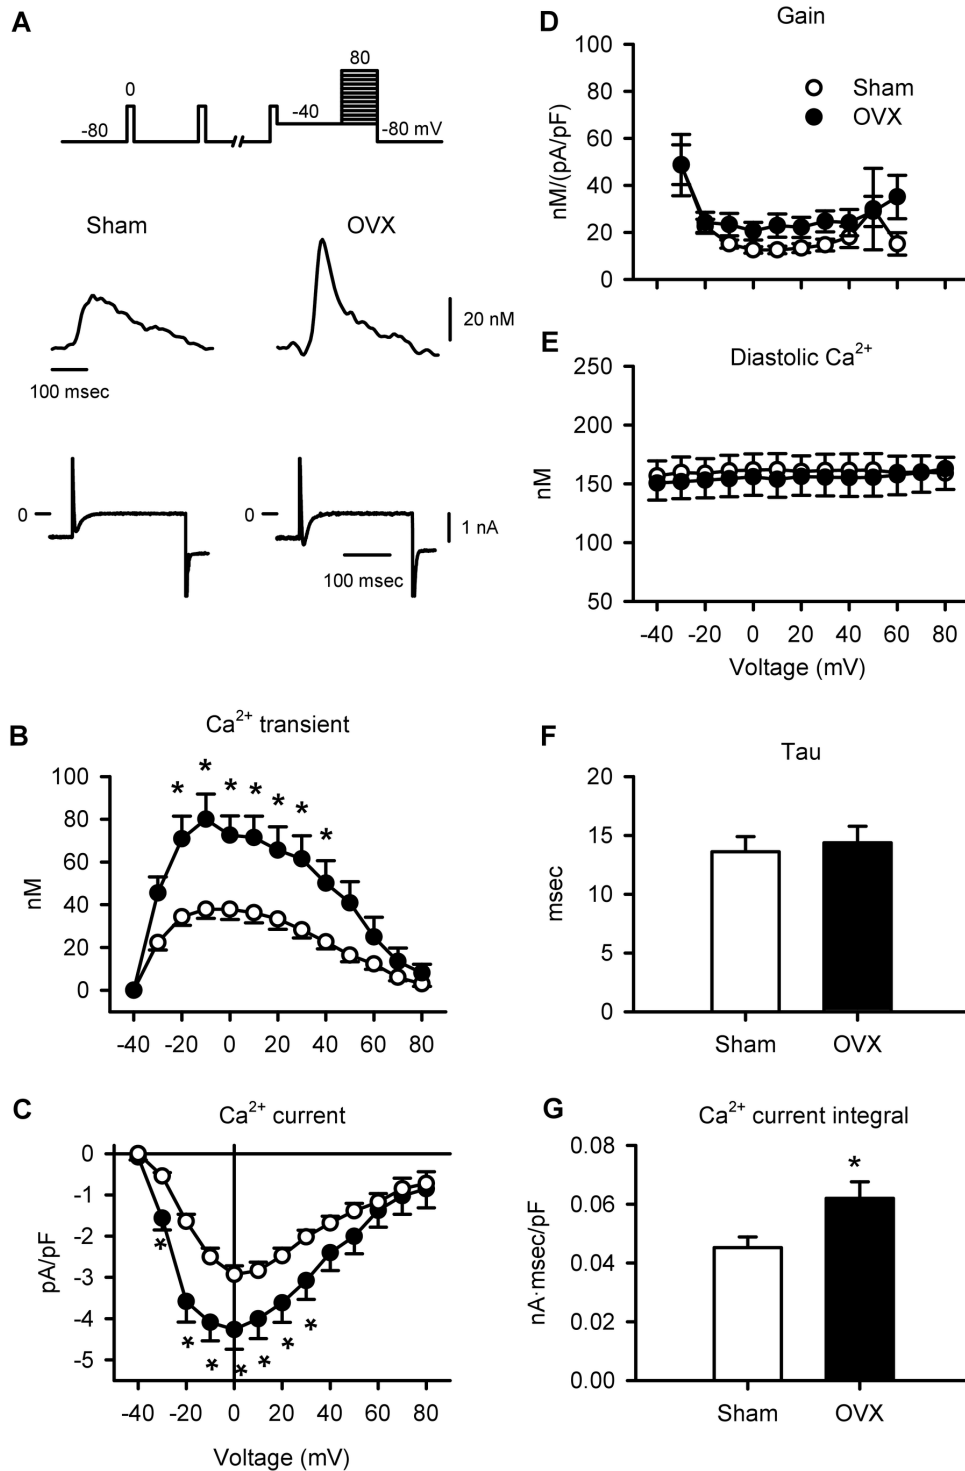 A
0
80
-80
-40
-80 mV
Sham
OVX
20 nM
100 msec
0
0
1 nA
100 msec
B
Ca²⁺ transient
100
80
60
40
20
0
nM
* * * * * * *
-40 -20 0 20 40 60 80
C
Ca²⁺ current
0
-1
-2
-3
-4
-5
pA/pF
* * * * * * *
-40 -20 0 20 40 60 80
Voltage (mV)
D
Gain
100
80
60
40
20
0
nM/(pA/pF)
Sham
OVX
E
Diastolic Ca²⁺
250
200
150
100
50
nM
-40 -20 0 20 40 60 80
Voltage (mV)
F
Tau
20
15
10
5
0
msec
Sham OVX
G
Ca²⁺ current integral
0.08
0.06
0.04
0.02
0.00
nA·msec/pF
*
Sham OVX